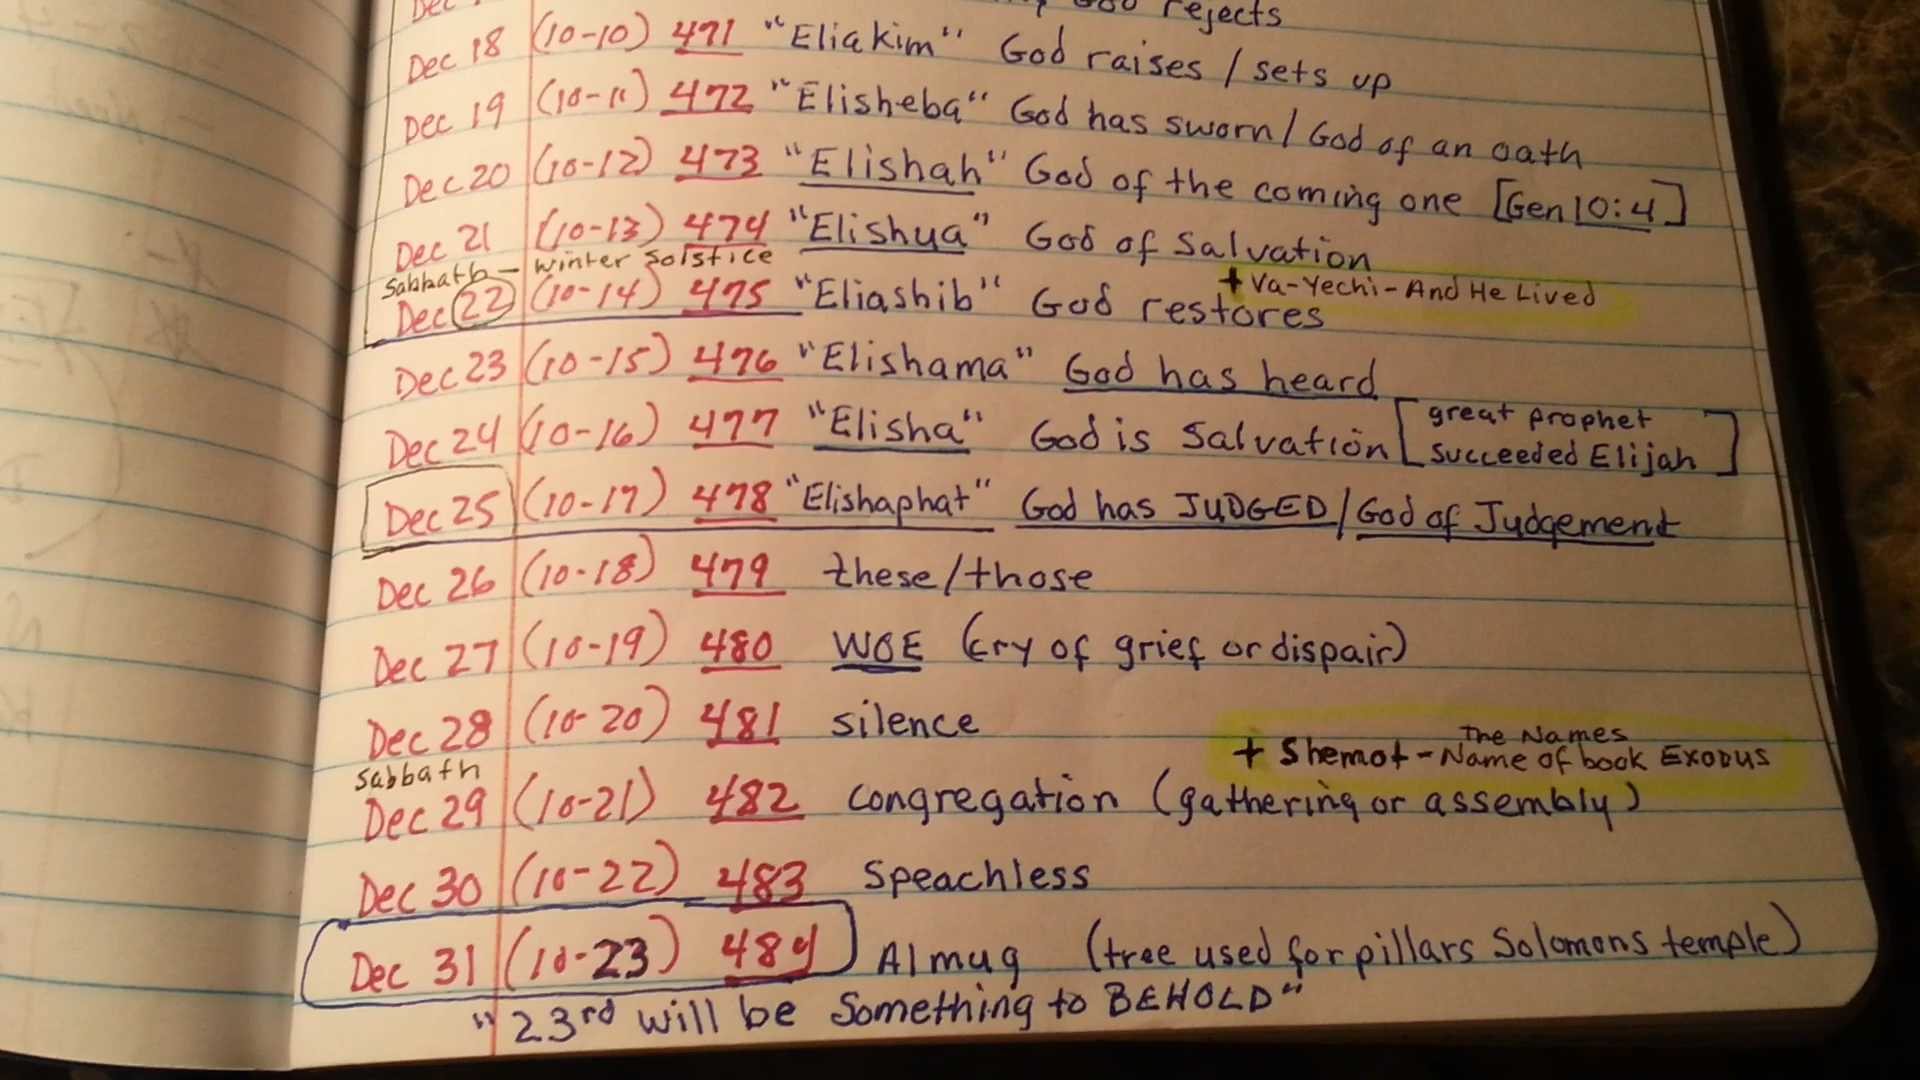 Dec
God rejects
Dec 18 (10-10) 471 "Eliakim" God raises / sets up
Dec 19 (10-11) 472 "Elisheba" God has sworn / God of an oath
Dec 20 (10-12) 473 "Elishah" God of the coming one [Gen 10:4]
Dec 21 (10-13) 474 "Elishua" God of Salvation
Sabbath - Winter Solstice
+ Va-Yechi - And He Lived
Dec 22 (10-14) 475 "Eliashib" God restores
Dec 23 (10-15) 476 "Elishama" God has heard
Dec 24 (10-16) 477 "Elisha" God is Salvation [great prophet
succeeded Elijah]
Dec 25 (10-17) 478 "Elishaphat" God has JUDGED / God of Judgement
Dec 26 (10-18) 479 these/those
Dec 27 (10-19) 480 WOE (cry of grief or dispair)
Dec 28 (10-20) 481 silence
The Names
+ Shemot - Name of book EXODUS
Sabbath
Dec 29 (10-21) 482 congregation (gathering or assembly)
Dec 30 (10-22) 483 Speachless
Dec 31 (10-23) 484 Almug (tree used for pillars Solomons temple)
"23rd will be Something to BEHOLD"